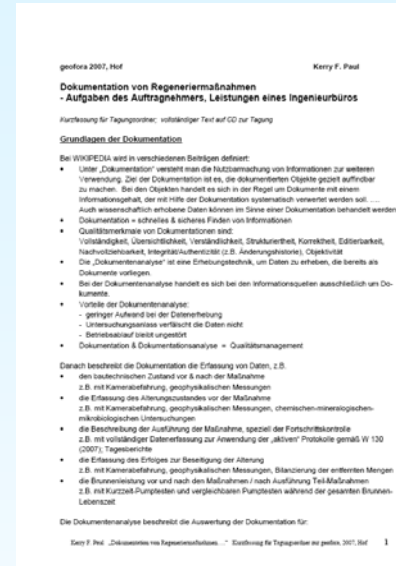 geofora 2007, Hof Kerry F. Paul
Dokumentation von Regeneriermaßnahmen
- Aufgaben des Auftragnehmers, Leistungen eines Ingenieurbüros
Kurzfassung für Tagungsordner; vollständiger Text auf CD zur Tagung
Grundlagen der Dokumentation
Bei WIKIPEDIA wird in verschiedenen Beiträgen definiert:
• Unter „Dokumentation“ versteht man die Nutzbarmachung von Informationen zur weiteren
Verwendung. Ziel der Dokumentation ist es, die dokumentierten Objekte gezielt auffindbar
zu machen. Bei den Objekten handelt es sich in der Regel um Dokumente mit einem
Informationsgehalt, der mit Hilfe der Dokumentation systematisch verwertet werden soll. ....
Auch wissenschaftlich erhobene Daten können im Sinne einer Dokumentation behandelt werden
• Dokumentation = schnelles & sicheres Finden von Informationen
• Qualitätsmerkmale von Dokumentationen sind:
Vollständigkeit, Übersichtlichkeit, Verständlichkeit, Strukturiertheit, Korrektheit, Editierbarkeit,
Nachvollziehbarkeit, Integrität/Authentizität (z.B. Änderungshistorie), Objektivität
• Die „Dokumentenanalyse“ ist eine Erhebungstechnik, um Daten zu erheben, die bereits als
Dokumente vorliegen.
• Bei der Dokumentenanalyse handelt es sich bei den Informationsquellen ausschließlich um Do-
kumente.
• Vorteile der Dokumentenanalyse:
- geringer Aufwand bei der Datenerhebung
- Untersuchungsanlass verfälscht die Daten nicht
- Betriebsablauf bleibt ungestört
• Dokumentation & Dokumentationsanalyse = Qualitätsmanagement
Danach beschreibt die Dokumentation die Erfassung von Daten, z.B.
• den bautechnischen Zustand vor & nach der Maßnahme
z.B. mit Kamerabefahrung, geophysikalischen Messungen
• die Erfassung des Alterungszustandes vor der Maßnahme
z.B. mit Kamerabefahrung, geophysikalischen Messungen, chemischen-mineralogischen-
mikrobiologischen Untersuchungen
• die Beschreibung der Ausführung der Maßnahme, speziell der Fortschrittskontrolle
z.B. mit vollständiger Datenerfassung zur Anwendung der „aktiven“ Protokolle gemäß W 130
(2007); Tagesberichte
• die Erfassung des Erfolges zur Beseitigung der Alterung
z.B. mit Kamerabefahrung, geophysikalischen Messungen, Bilanzierung der entfernten Mengen
• die Brunnenleistung vor und nach den Maßnahmen / nach Ausführung Teil-Maßnahmen
z.B. mit Kurzzeit-Pumptesten und vergleichbaren Pumptesten während der gesamten Brunnen-
Lebenszeit
Die Dokumentenanalyse beschreibt die Auswertung der Dokumentation für:
Kerry F. Paul „Dokumentation von Regeneriermaßnahmen, ...“ Kurzfassung für Tagungsordner zur geofora, 2007, Hof 1